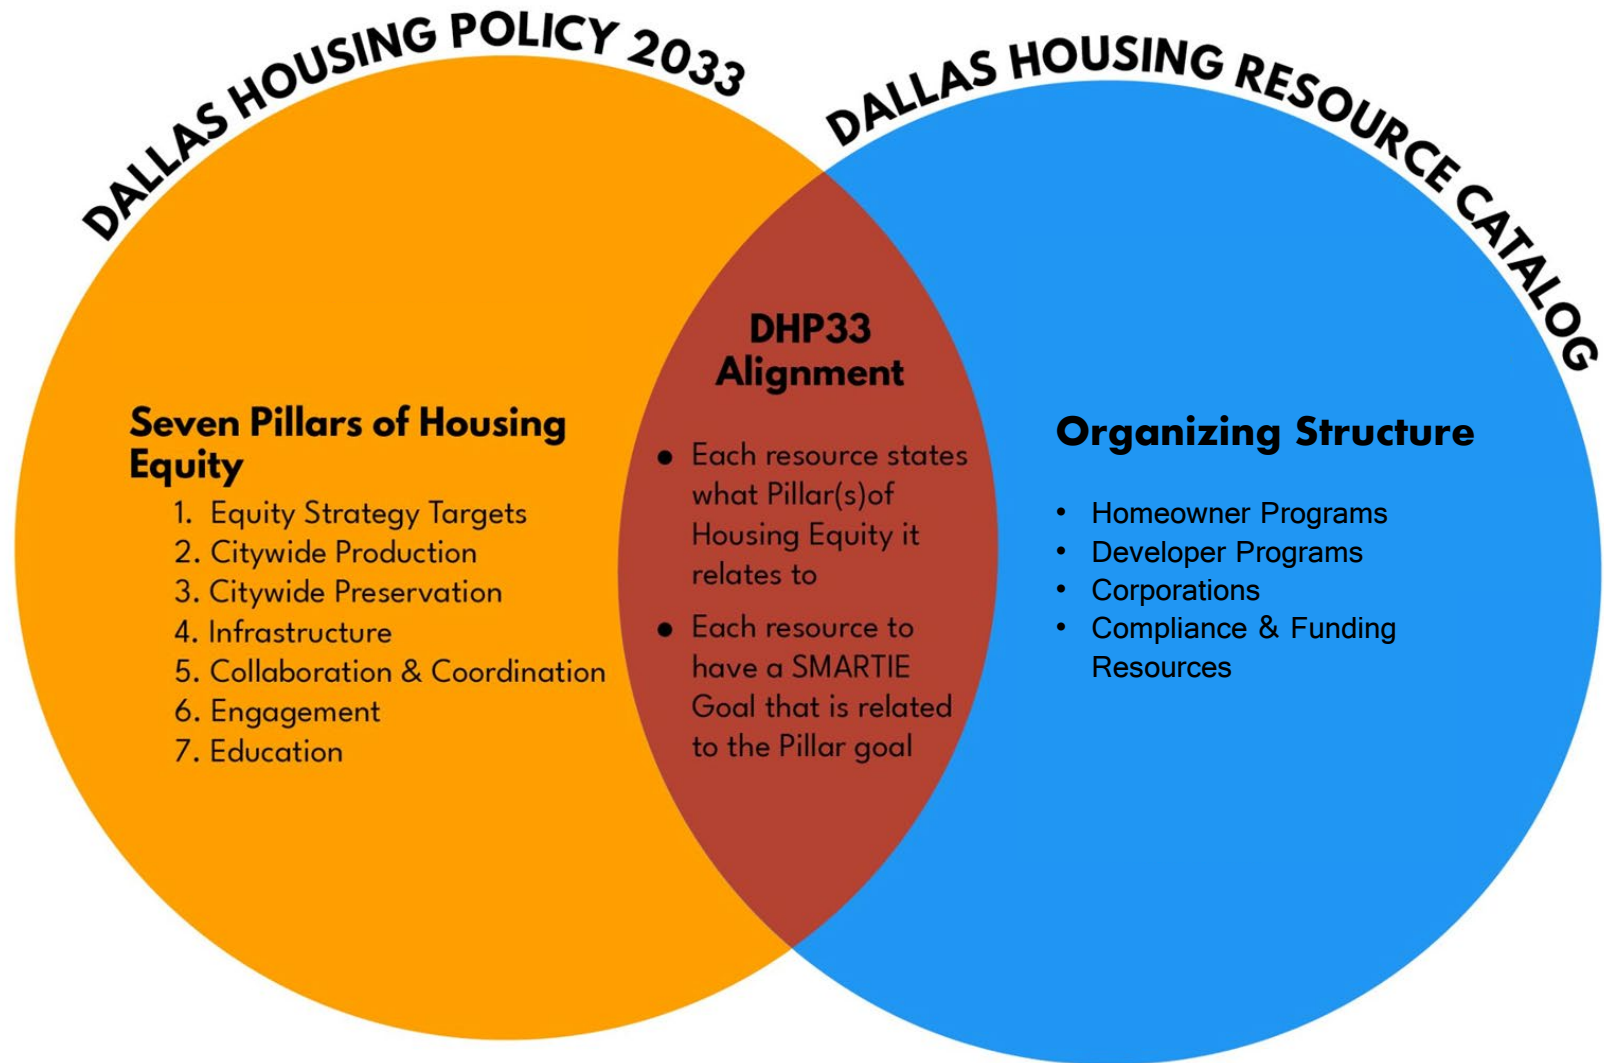 DALLAS HOUSING POLICY 2033
DALLAS HOUSING RESOURCE CATALOG
Seven Pillars of Housing
Equity
1. Equity Strategy Targets
2. Citywide Production
3. Citywide Preservation
4. Infrastructure
5. Collaboration & Coordination
6. Engagement
7. Education
DHP33
Alignment
● Each resource states
what Pillar(s)of
Housing Equity it
relates to
● Each resource to
have a SMARTIE
Goal that is related
to the Pillar goal
Organizing Structure
• Homeowner Programs
• Developer Programs
• Corporations
• Compliance & Funding
Resources